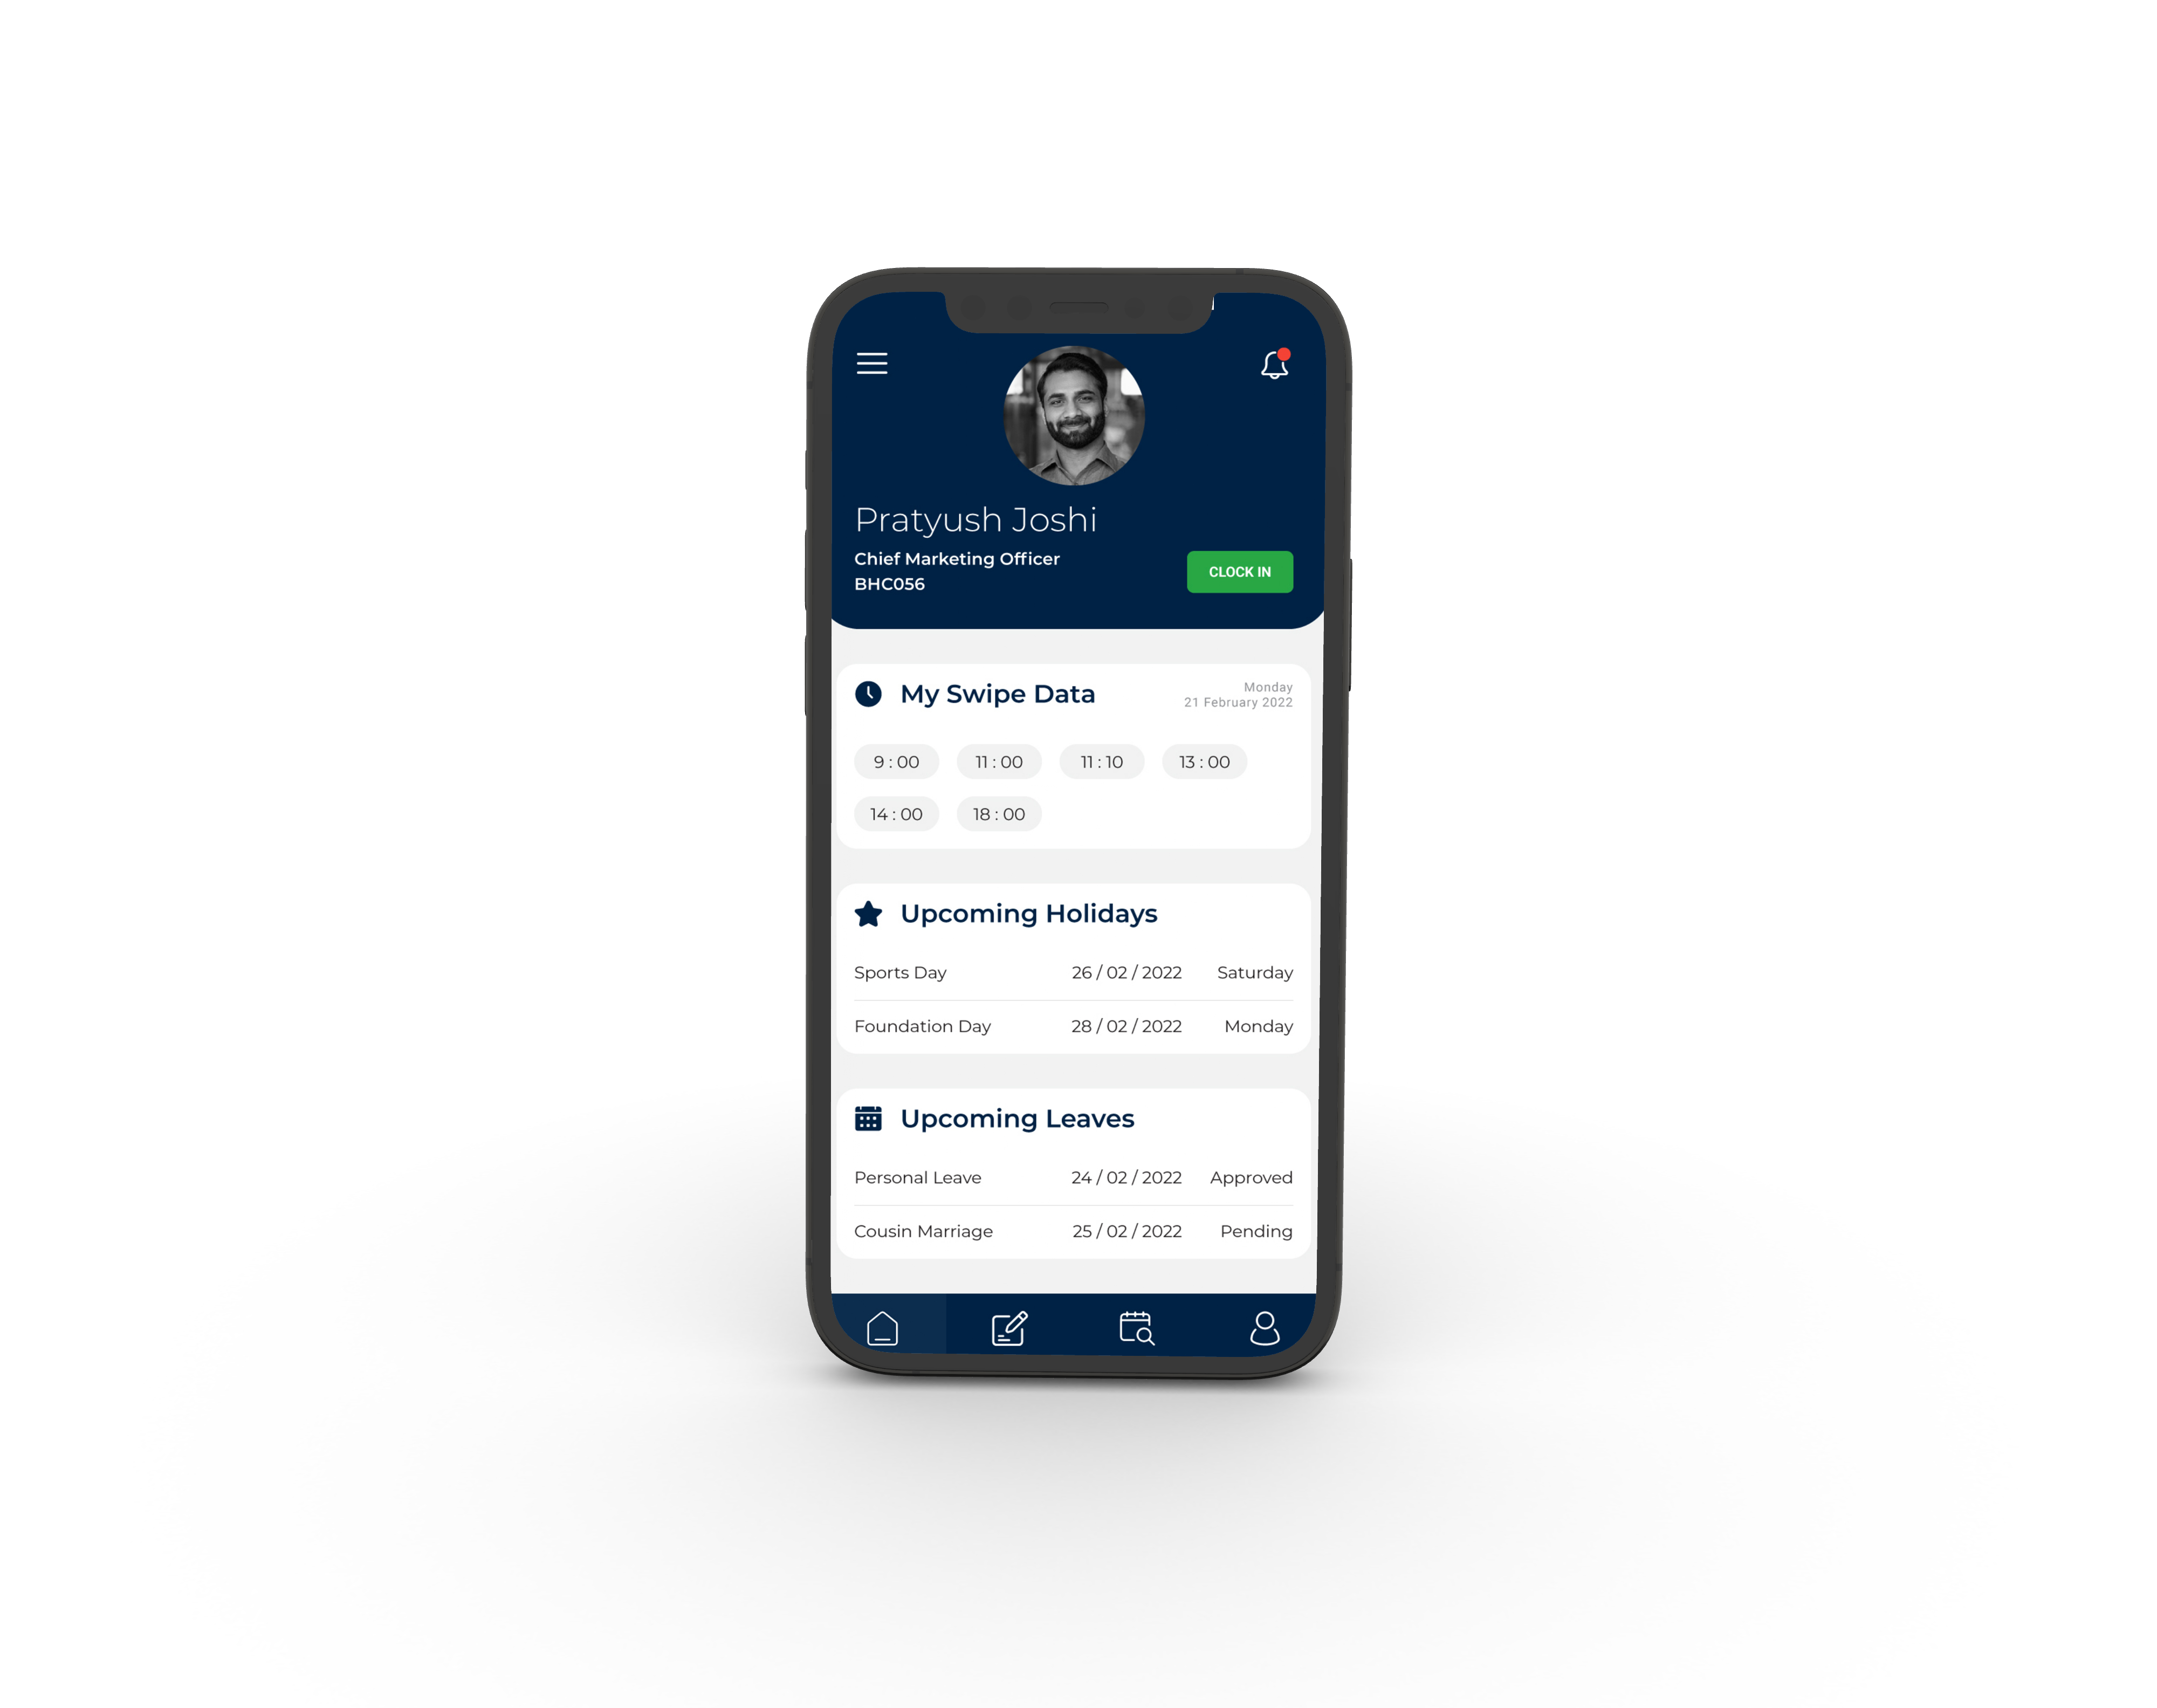 Pratyush Joshi
Chief Marketing Officer
BHC056
CLOCK IN
My Swipe Data
Monday
21 February 2022
9 : 00 11 : 00 11 : 10 13 : 00
14 : 00 18 : 00
Upcoming Holidays
Sports Day 26 / 02 / 2022 Saturday
Foundation Day 28 / 02 / 2022 Monday
Upcoming Leaves
Personal Leave 24 / 02 / 2022 Approved
Cousin Marriage 25 / 02 / 2022 Pending